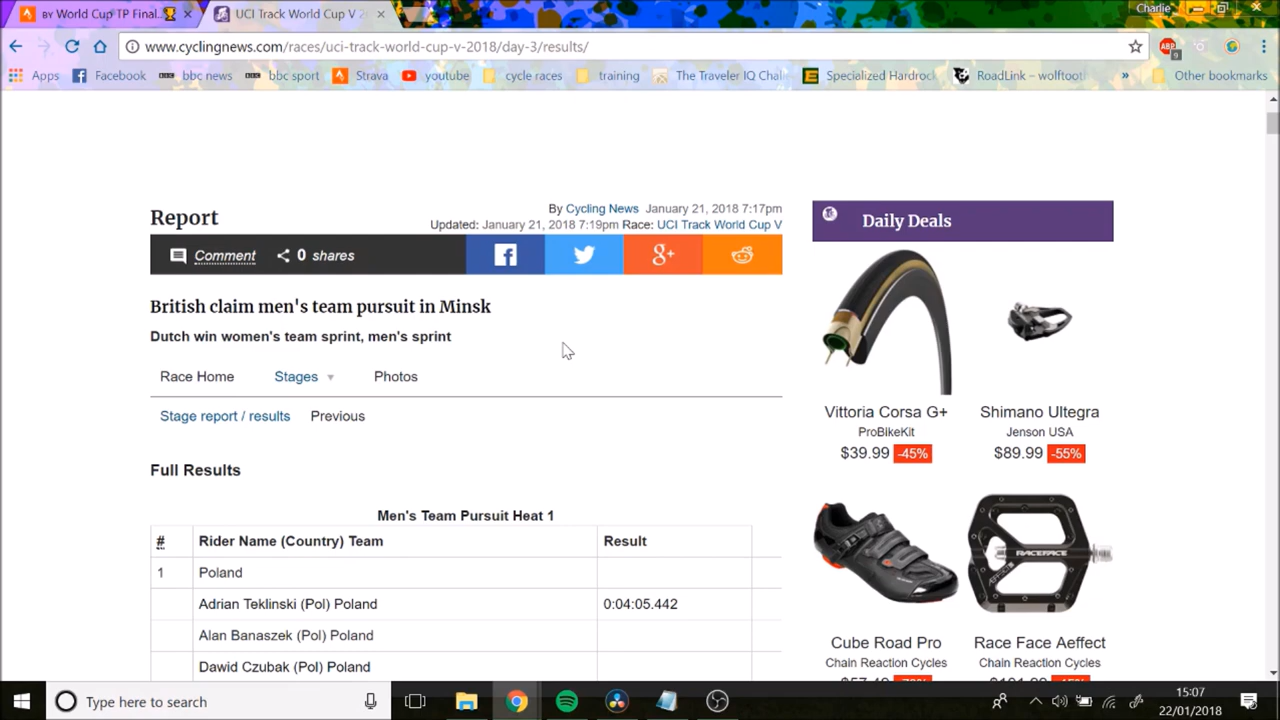 BY World Cup TP Final..🏆
UCI Track World Cup V 2
Charlie
www.cyclingnews.com/races/uci-track-world-cup-v-2018/day-3/results/
ABP
9
Apps Facebook bbc news bbc sport Strava youtube cycle races training The Traveler IQ Chal Specialized Hardrock RoadLink – wolftoot » Other bookmarks
By Cycling News January 21, 2018 7:17pm
Report
Updated: January 21, 2018 7:19pm Race: UCI Track World Cup V
Daily Deals
Comment 0 shares
British claim men's team pursuit in Minsk
Dutch win women's team sprint, men's sprint
Race Home Stages Photos
Stage report / results Previous
Vittoria Corsa G+
ProBikeKit
$39.99 -45%
Shimano Ultegra
Jenson USA
$89.99 -55%
Full Results
Men's Team Pursuit Heat 1
# Rider Name (Country) Team Result
1 Poland
Adrian Teklinski (Pol) Poland 0:04:05.442
Alan Banaszek (Pol) Poland
Dawid Czubak (Pol) Poland
RACEFACE
Cube Road Pro
Chain Reaction Cycles
Race Face Aeffect
Chain Reaction Cycles
Type here to search
15:07
22/01/2018